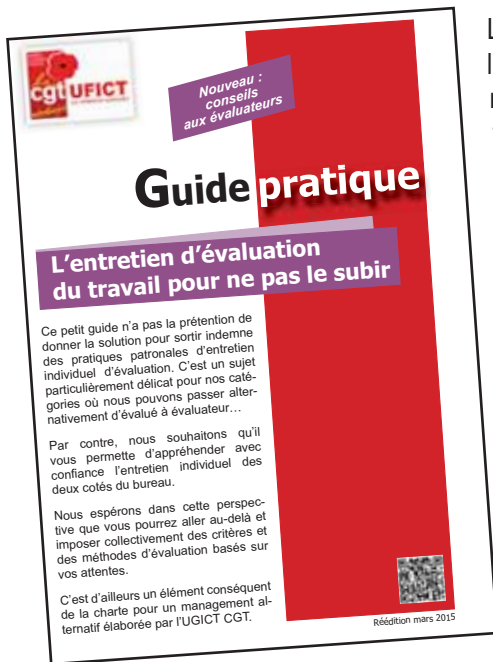 cgt UFICT
Nouveau :
conseils
aux évaluateurs
Guide pratique
L'entretien d'évaluation
du travail pour ne pas le subir
Ce petit guide n'a pas la prétention de
donner la solution pour sortir indemne
des pratiques patronales d'entretien
individuel d'évaluation. C'est un sujet
particulièrement délicat pour nos caté-
gories où nous pouvons passer alter-
nativement d'évalué à évaluateur…
Par contre, nous souhaitons qu'il
vous permette d'appréhender avec
confiance l'entretien individuel des
deux cotés du bureau.
Nous espérons dans cette perspec-
tive que vous pourrez aller au-delà et
imposer collectivement des critères et
des méthodes d'évaluation basés sur
vos attentes.
C'est d'ailleurs un élément conséquent
de la charte pour un management al-
ternatif élaborée par l'UGICT CGT.
Réédition mars 2015